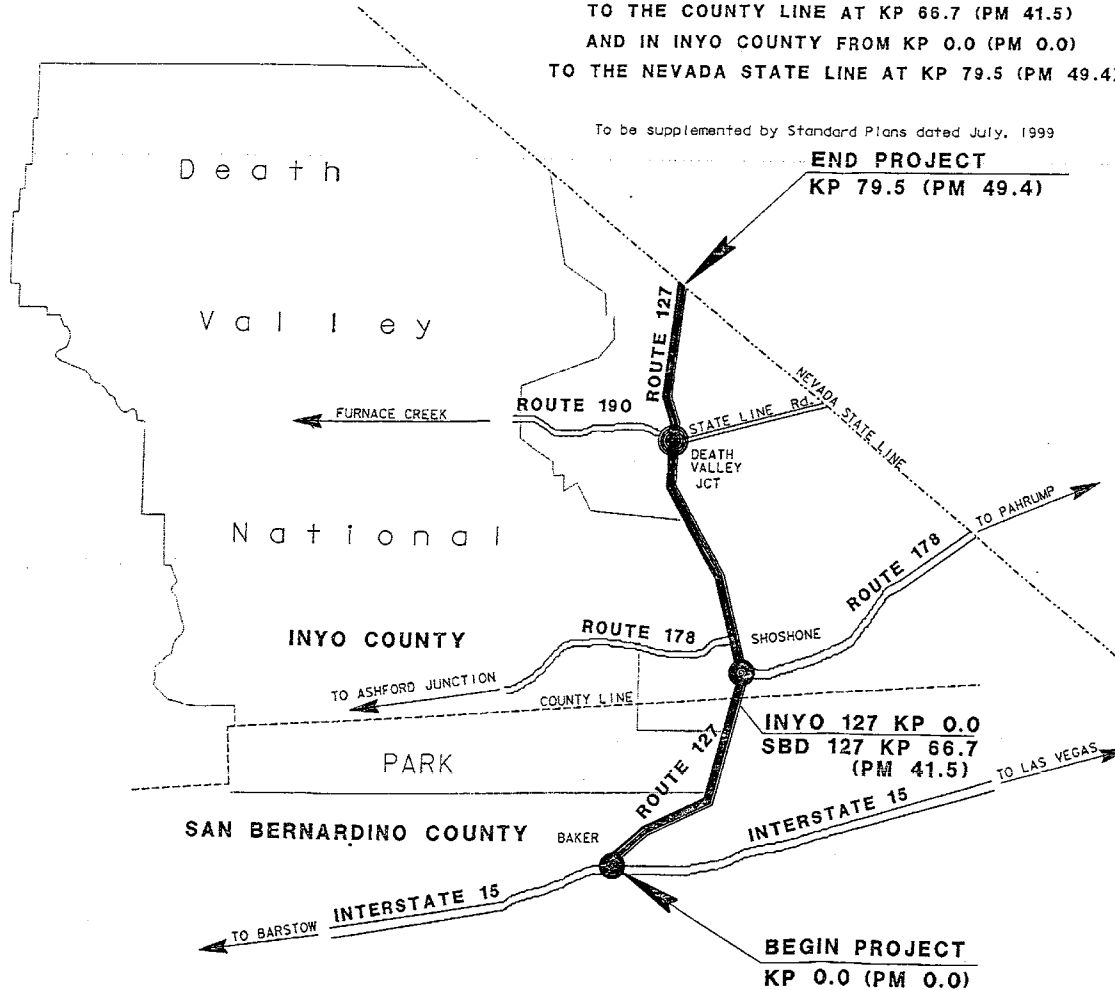 TO THE COUNTY LINE AT KP 66.7 (PM 41.5)
AND IN INYO COUNTY FROM KP 0.0 (PM 0.0)
TO THE NEVADA STATE LINE AT KP 79.5 (PM 49.4)
To be supplemented by Standard Plans dated July, 1999
END PROJECT
KP 79.5 (PM 49.4)
Death
Valley
National
PARK
ROUTE 127
NEVADA STATE LINE
FURNACE CREEK
ROUTE 190
STATE LINE Rd.
DEATH
VALLEY
JCT
TO PAHRUMP
ROUTE 178
SHOSHONE
INYO COUNTY
ROUTE 178
TO ASHFORD JUNCTION
COUNTY LINE
INYO 127 KP 0.0
SBD 127 KP 66.7
(PM 41.5)
ROUTE 127
TO LAS VEGAS
INTERSTATE 15
SAN BERNARDINO COUNTY
BAKER
INTERSTATE 15
TO BARSTOW
BEGIN PROJECT
KP 0.0 (PM 0.0)